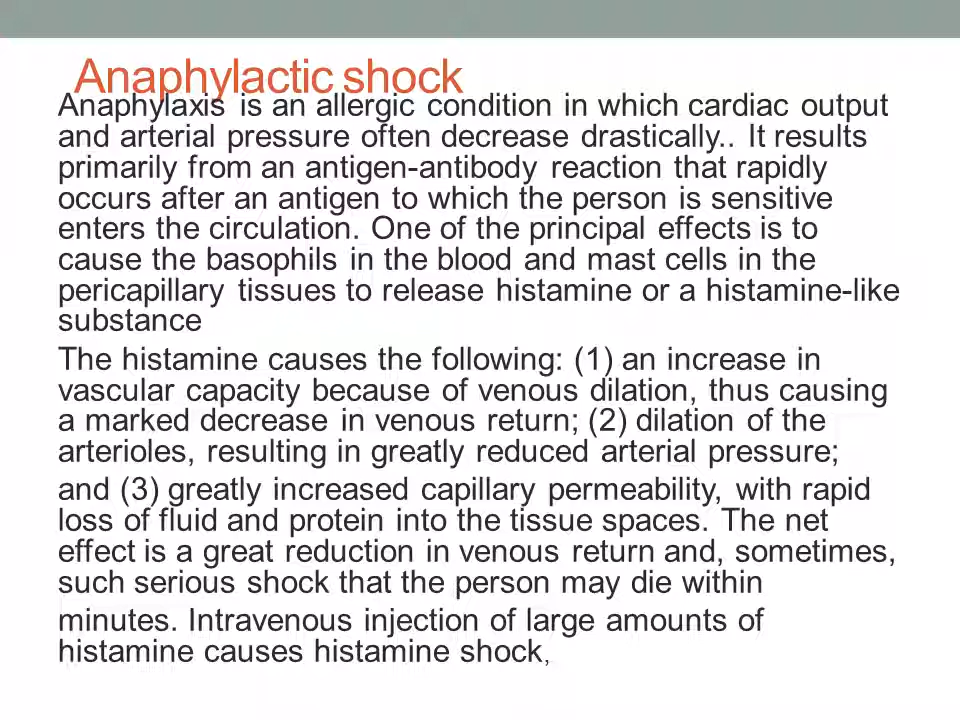 Anaphylactic shock
Anaphylaxis is an allergic condition in which cardiac output
and arterial pressure often decrease drastically.. It results
primarily from an antigen-antibody reaction that rapidly
occurs after an antigen to which the person is sensitive
enters the circulation. One of the principal effects is to
cause the basophils in the blood and mast cells in the
pericapillary tissues to release histamine or a histamine-like
substance
The histamine causes the following: (1) an increase in
vascular capacity because of venous dilation, thus causing
a marked decrease in venous return; (2) dilation of the
arterioles, resulting in greatly reduced arterial pressure;
and (3) greatly increased capillary permeability, with rapid
loss of fluid and protein into the tissue spaces. The net
effect is a great reduction in venous return and, sometimes,
such serious shock that the person may die within
minutes. Intravenous injection of large amounts of
histamine causes histamine shock,